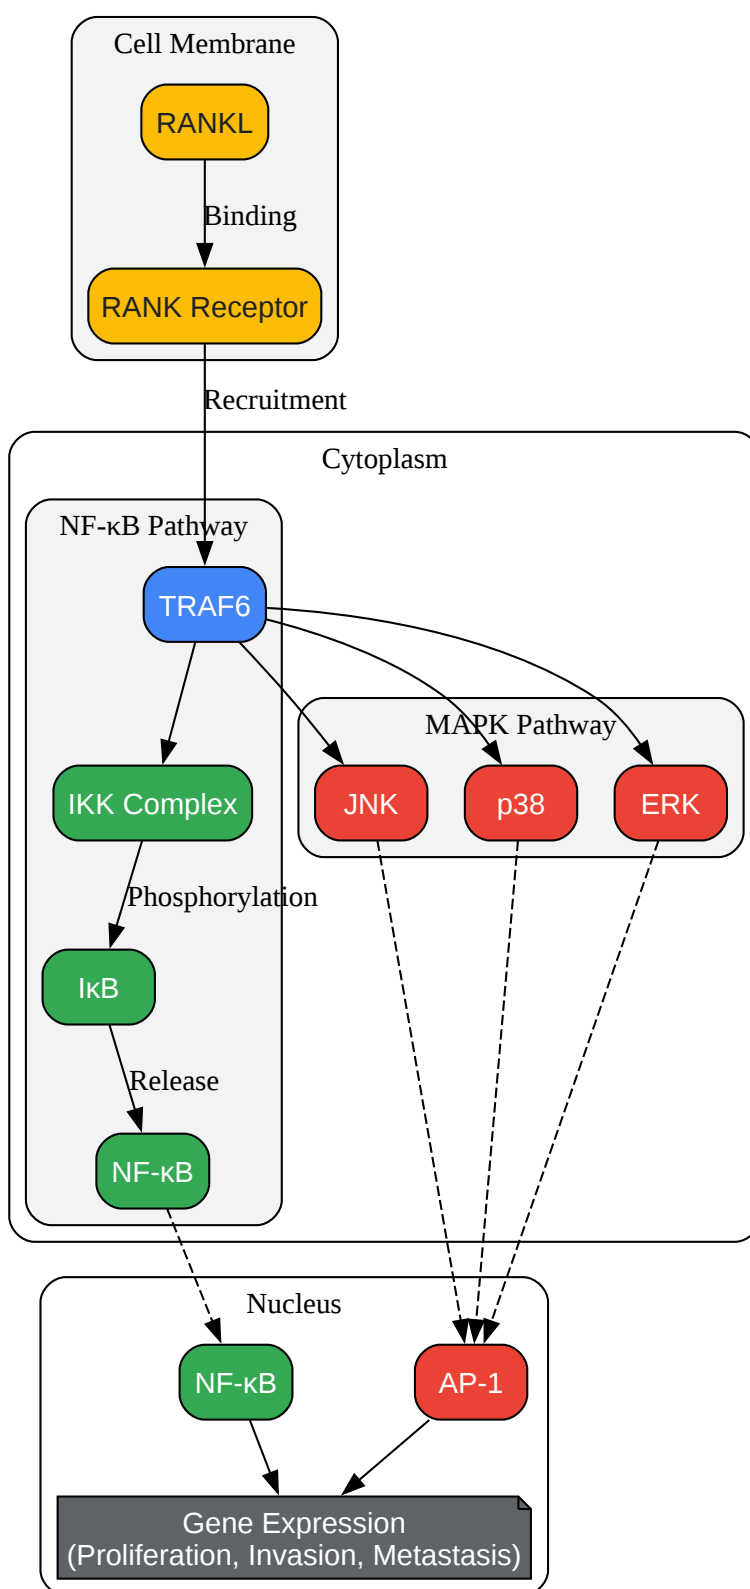 Cell Membrane
RANKL
Binding
RANK Receptor
Recruitment
Cytoplasm
NF-κB Pathway
TRAF6
MAPK Pathway
IKK Complex
JNK
p38
ERK
Phosphorylation
IκB
Release
NF-κB
Nucleus
NF-κB
AP-1
Gene Expression
(Proliferation, Invasion, Metastasis)